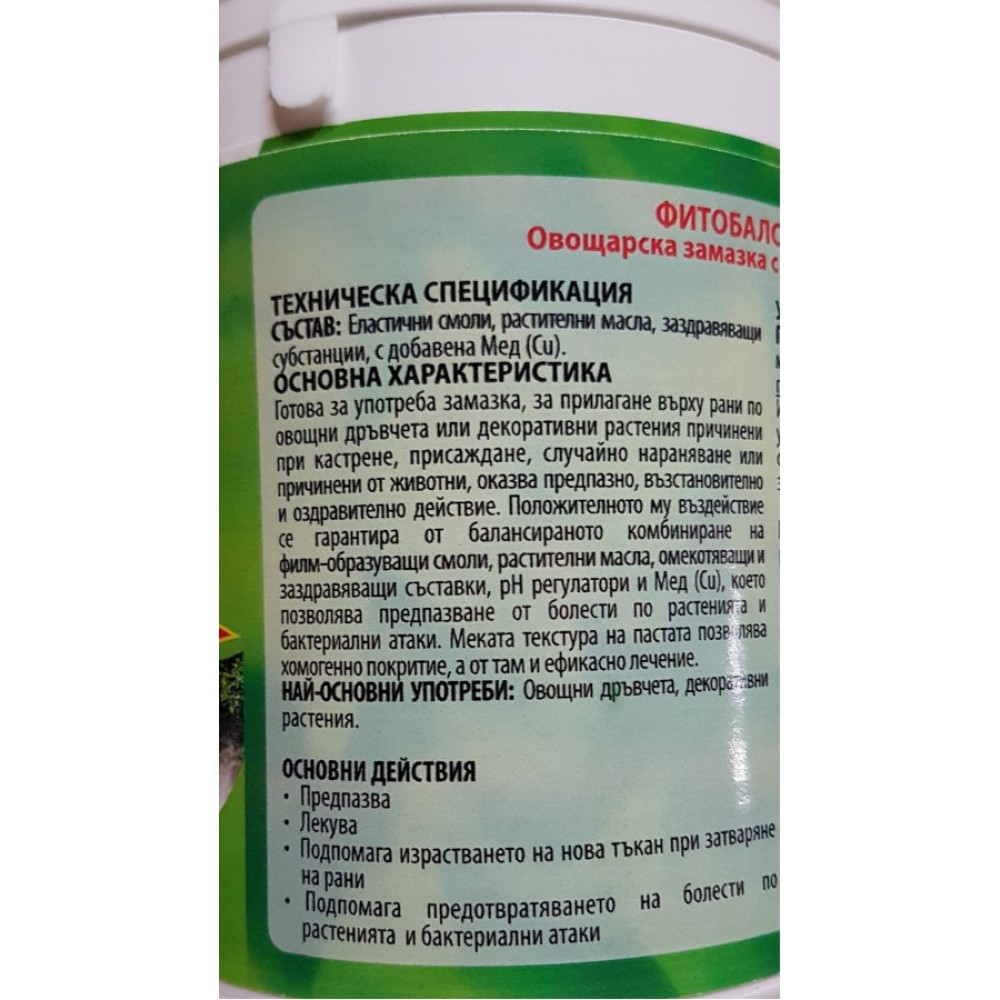 ФИТОБАЛС
Овощарска замазка с
ТЕХНИЧЕСКА СПЕЦИФИКАЦИЯ
СЪСТАВ: Еластични смоли, растителни масла, заздравяващи
субстанции, с добавена Мед (Cu).
ОСНОВНА ХАРАКТЕРИСТИКА
Готова за употреба замазка, за прилагане върху рани по
овощни дръвчета или декоративни растения причинени
при кастрене, присаждане, случайно нараняване или
причинени от животни, оказва предпазно, възстановително
и оздравително действие. Положителното му въздействие
се гарантира от балансираното комбиниране на
филм-образуващи смоли, растителни масла, омекотяващи и
заздравяващи съставки, pH регулатори и Мед (Cu), което
позволява предпазване от болести по растенията и
бактериални атаки. Меката текстура на пастата позволява
хомогенно покритие, а от там и ефикасно лечение.
НАЙ-ОСНОВНИ УПОТРЕБИ: Овощни дръвчета, декоративни
растения.
ОСНОВНИ ДЕЙСТВИЯ
• Предпазва
• Лекува
• Подпомага израстването на нова тъкан при затваряне
на рани
• Подпомага предотвратяването на болести по
растенията и бактериални атаки